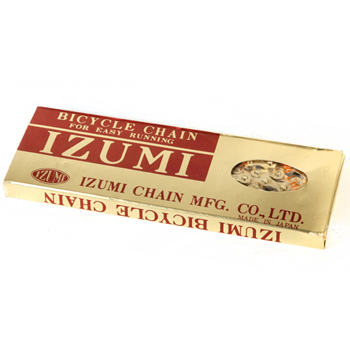 BICYCLE CHAIN
FOR EASY RUNNING
IZUMI
IZUMI
IZUMI CHAIN MFG. CO., LTD.
MADE IN JAPAN
IZUMI BICYCLE CHAIN